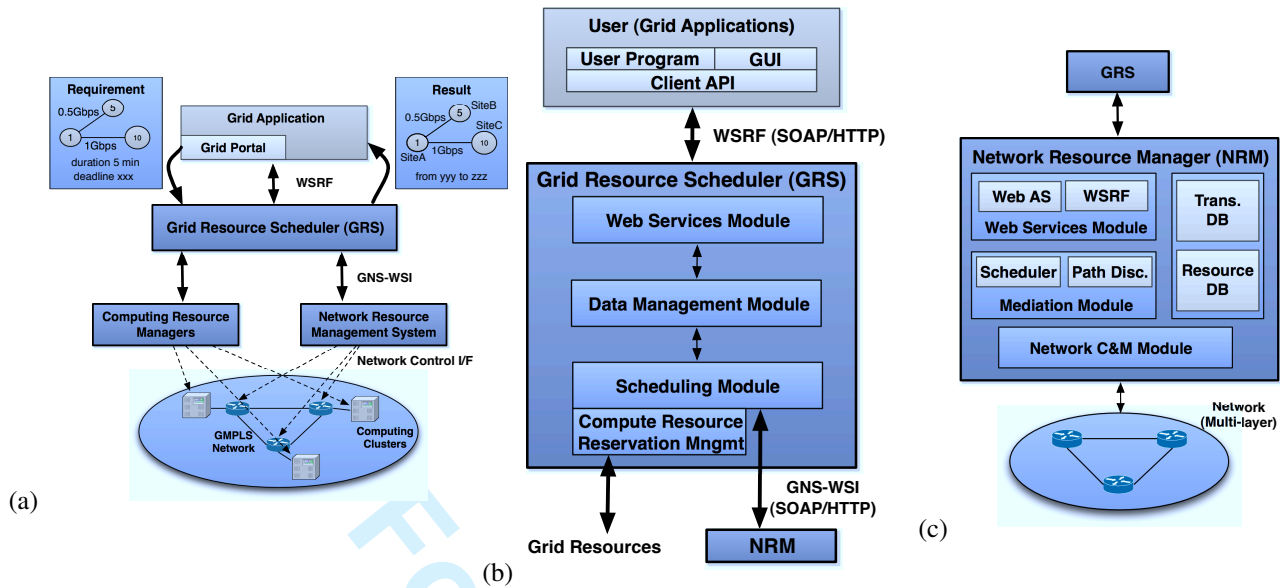 Requirement
0.5Gbps
5
1
10
1Gbps
duration 5 min
deadline xxx
Grid Application
Grid Portal
Result
SiteB
0.5Gbps
5
SiteC
1
10
1Gbps
SiteA
from yyy to zzz
WSRF
Grid Resource Scheduler (GRS)
GNS-WSI
Computing Resource
Managers
Network Resource
Management System
Network Control I/F
GMPLS
Network
Computing
Clusters
(a)
User (Grid Applications)
User Program
GUI
Client API
WSRF (SOAP/HTTP)
Grid Resource Scheduler (GRS)
Web Services Module
Data Management Module
Scheduling Module
Compute Resource
Reservation Mngmt
GNS-WSI
(SOAP/HTTP)
Grid Resources
NRM
(b)
GRS
Network Resource Manager (NRM)
Web AS
WSRF
Web Services Module
Trans.
DB
Scheduler
Path Disc.
Mediation Module
Resource
DB
Network C&M Module
Network
(Multi-layer)
(c)
F